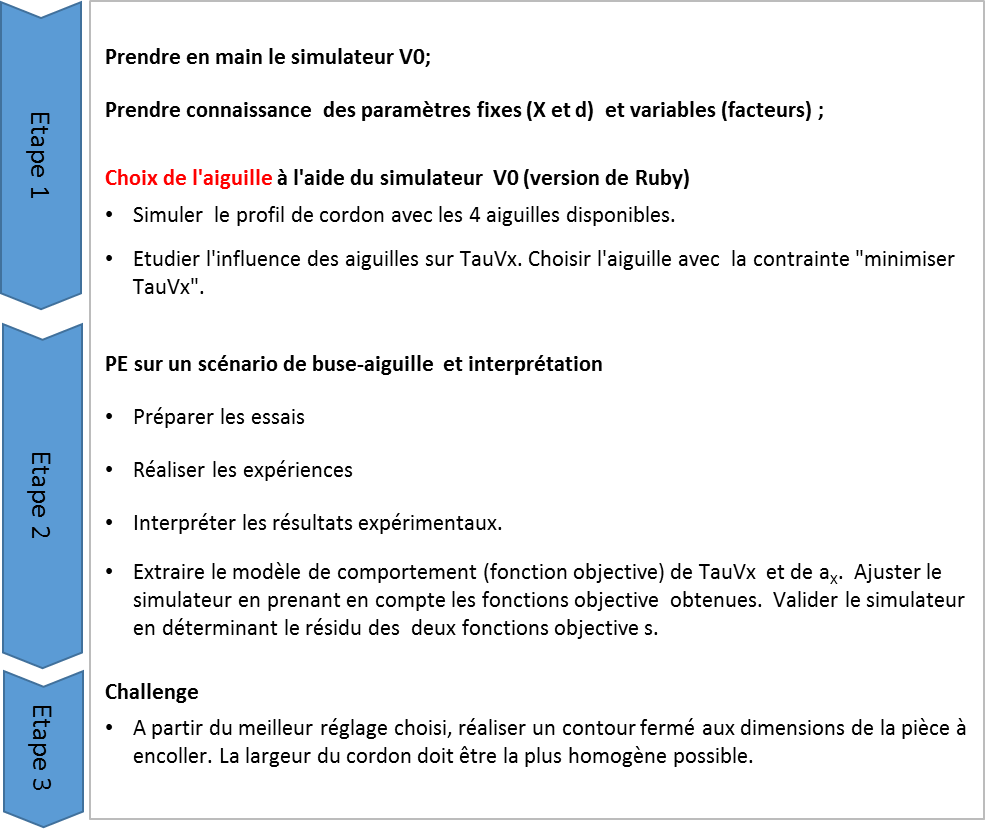 Etape 1
Prendre en main le simulateur V0;
Prendre connaissance des paramètres fixes (X et d) et variables (facteurs) ;
Choix de l'aiguille à l'aide du simulateur V0 (version de Ruby)
• Simuler le profil de cordon avec les 4 aiguilles disponibles.
• Etudier l'influence des aiguilles sur TauVx. Choisir l'aiguille avec la contrainte "minimiser
TauVx".
Etape 2
PE sur un scénario de buse-aiguille et interprétation
• Préparer les essais
• Réaliser les expériences
• Interpréter les résultats expérimentaux.
• Extraire le modèle de comportement (fonction objective) de TauVx et de aX. Ajuster le
simulateur en prenant en compte les fonctions objective obtenues. Valider le simulateur
en déterminant le résidu des deux fonctions objective s.
Etape 3
Challenge
• A partir du meilleur réglage choisi, réaliser un contour fermé aux dimensions de la pièce à
encoller. La largeur du cordon doit être la plus homogène possible.